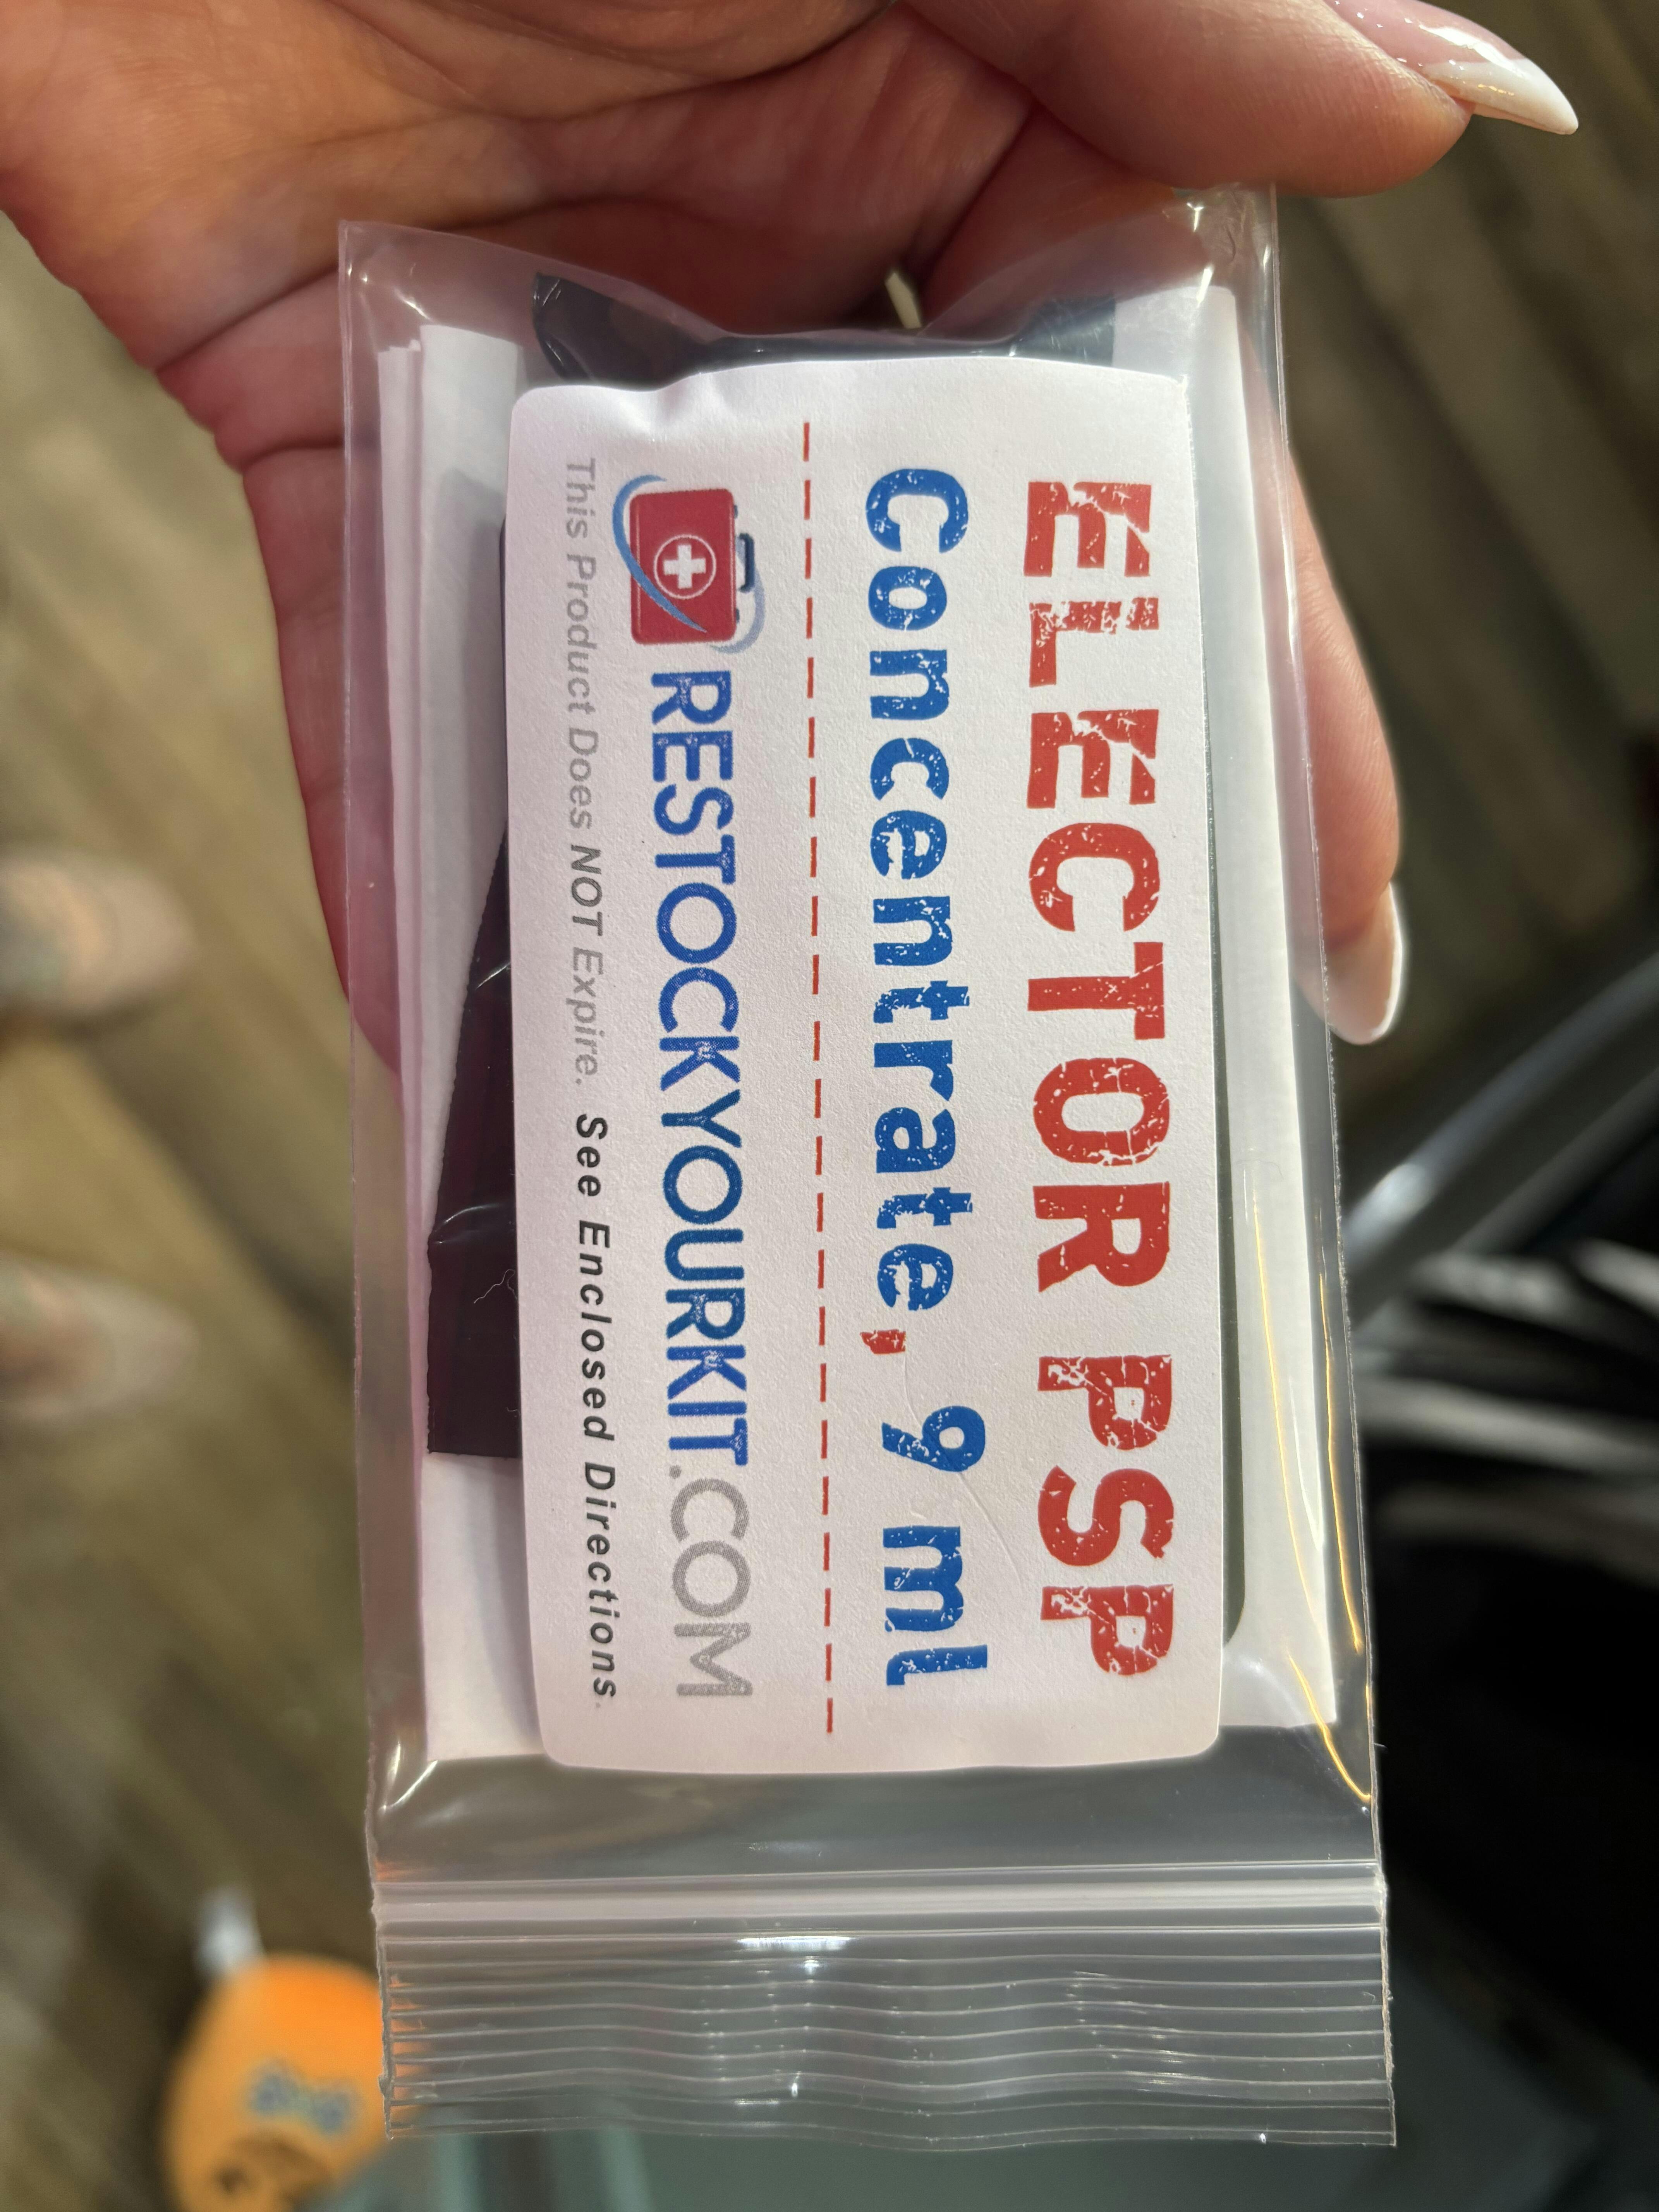 ELECTOR PSP
Concentrate, 9 ml
RESTOCKYOURKIT.COM
This Product Does NOT Expire. See Enclosed Directions.